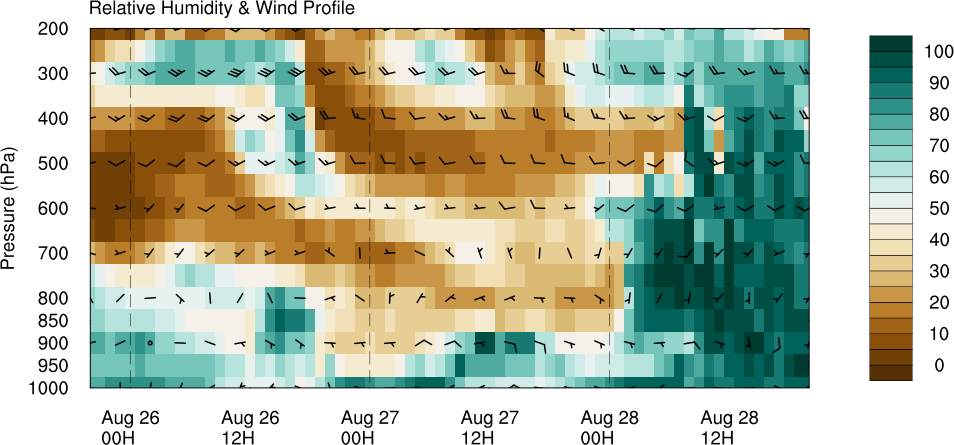 Relative Humidity & Wind Profile
Pressure (hPa)
200
300
400
500
600
700
800
850
900
950
1000
Aug 26
00H
Aug 26
12H
Aug 27
00H
Aug 27
12H
Aug 28
00H
Aug 28
12H
100
90
80
70
60
50
40
30
20
10
0